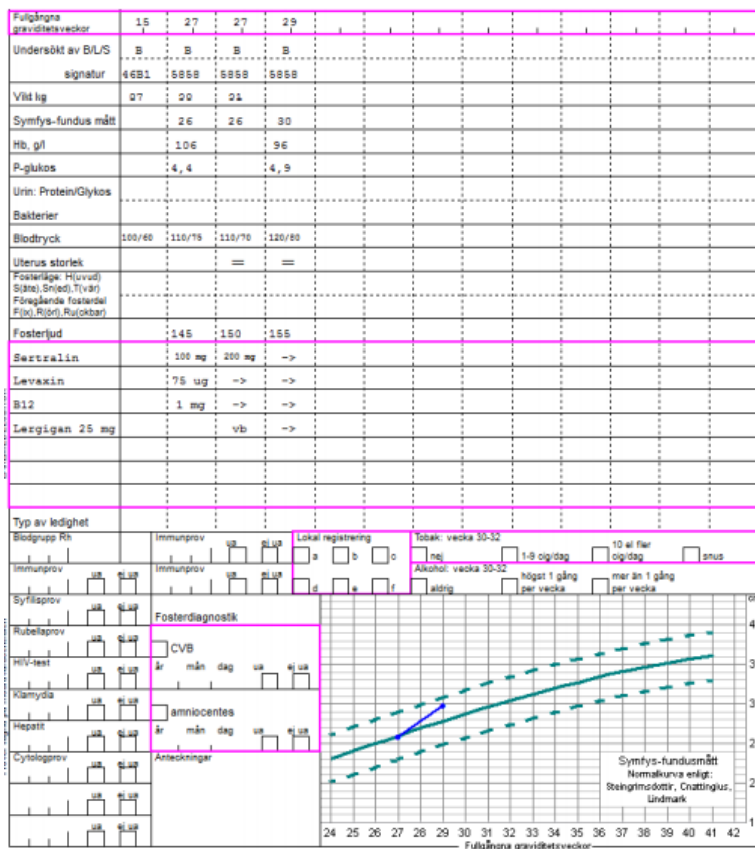 Fullgångna graviditetsveckor 15 27 27 29
Undersökt av B/L/S B B B B
signatur 46B1 5858 5858 5858
Vikt kg
Symfys-fundus mått 26 26 30
Hb, g/l 106 96
P-glukos 4,4 4,9
Urin: Protein/Glykos
Bakterier
Blodtryck 100/60 110/75 110/70 120/80
Uterus storlek = =
Fosterläge: H(uvud)
S(äte),Sn(ed),T(vär)
Föregående fosterdel
F(ix),R(örl),Ru(ckbar)
Fosterljud 145 150 155
Sertralin 100 mg 200 mg ->
Levaxin 75 ug -> ->
B12 1 mg -> ->
Lergigan 25 mg vb ->
Typ av ledighet
Blodgrupp Rh Immunprov ua ej ua Lokal registrering Tobak: vecka 30-32
a b c nej 1-9 cig/dag 10 el fler cig/dag snus
Immunprov ua ej ua Immunprov ua ej ua Alkohol: vecka 30-32
d e f aldrig högst 1 gång per vecka mer än 1 gång per vecka
Syfilisprov ua ej ua Fosterdiagnostik
Rubellaprov ua ej ua CVB
HIV-test ua ej ua år mån dag ua ej ua
Klamydia ua ej ua amniocentes
Hepatit ua ej ua år mån dag ua ej ua
Cytologprov ua ej ua Anteckningar
ua ej ua
ua ej ua
Symfys-fundusmått
Normalkurva enligt:
Steingrimsdottir, Cnattingius,
Lindmark
24 25 26 27 28 29 30 31 32 33 34 35 36 37 38 39 40 41 42
Fullgångna graviditetsveckor